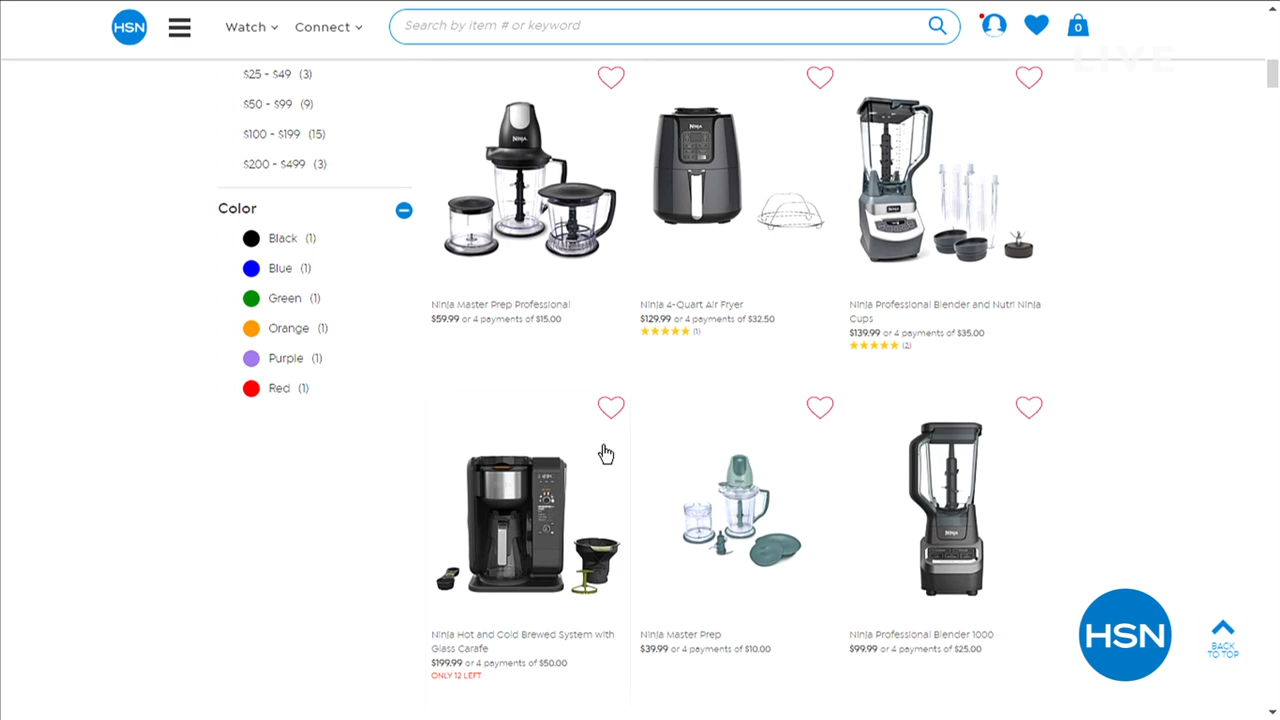 HSN
Watch
Connect
Search by item # or keyword
0
LIVE
$25 - $49 (3)
$50 - $99 (9)
$100 - $199 (15)
$200 - $499 (3)
Color
Black (1)
Blue (1)
Green (1)
Orange (1)
Purple (1)
Red (1)
NINJA
NINJA
Ninja Master Prep Professional
$59.99 or 4 payments of $15.00
Ninja 4-Quart Air Fryer
$129.99 or 4 payments of $32.50
(1)
Ninja Professional Blender and Nutri Ninja
Cups
$139.99 or 4 payments of $35.00
(2)
NINJA
Ninja Hot and Cold Brewed System with
Glass Carafe
$199.99 or 4 payments of $50.00
ONLY 12 LEFT
Ninja Master Prep
$39.99 or 4 payments of $10.00
Ninja Professional Blender 1000
$99.99 or 4 payments of $25.00
HSN
BACK
TO TOP